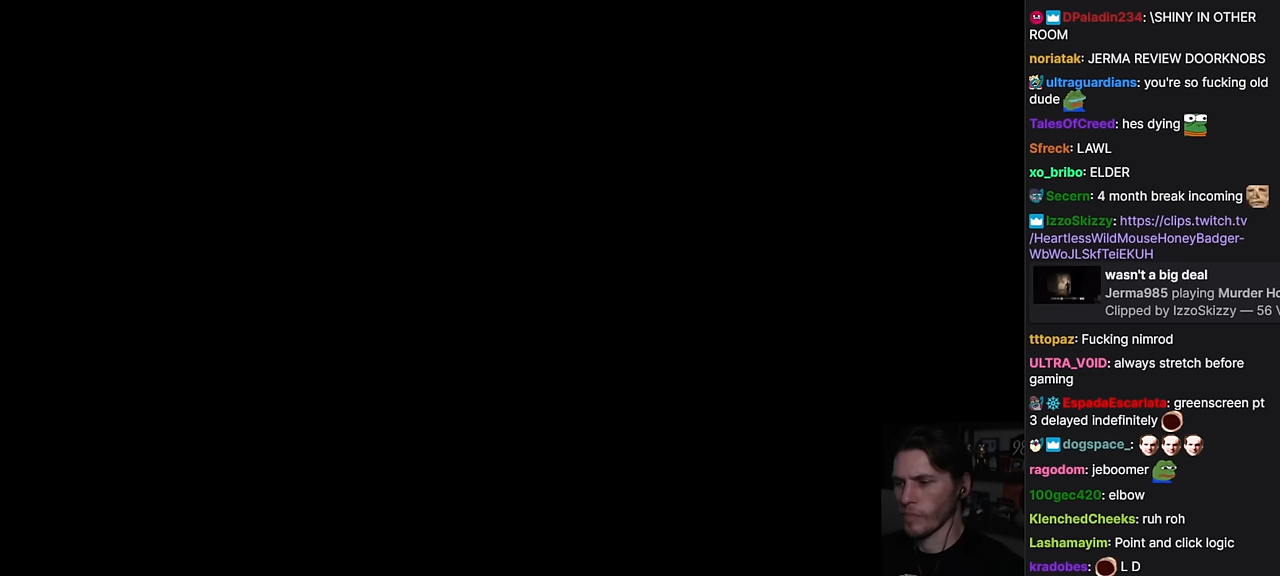 DPaladin234: \SHINY IN OTHER
ROOM
noriatak: JERMA REVIEW DOORKNOBS
ultraguardians: you're so fucking old
dude
TalesOfCreed: hes dying
Sfreck: LAWL
xo_bribo: ELDER
Secern: 4 month break incoming
IzzoSkizzy: https://clips.twitch.tv
/HeartlessWildMouseHoneyBadger-
WbWoJLSkfTeiEKUH
wasn't a big deal
Jerma985 playing Murder Ho
Clipped by IzzoSkizzy — 56 V
tttopaz: Fucking nimrod
ULTRA_V0ID: always stretch before
gaming
EspadaEscarlata: greenscreen pt
3 delayed indefinitely
dogspace_:
ragodom: jeboomer
100gec420: elbow
KlenchedCheeks: ruh roh
Lashamayim: Point and click logic
kradobes: L D